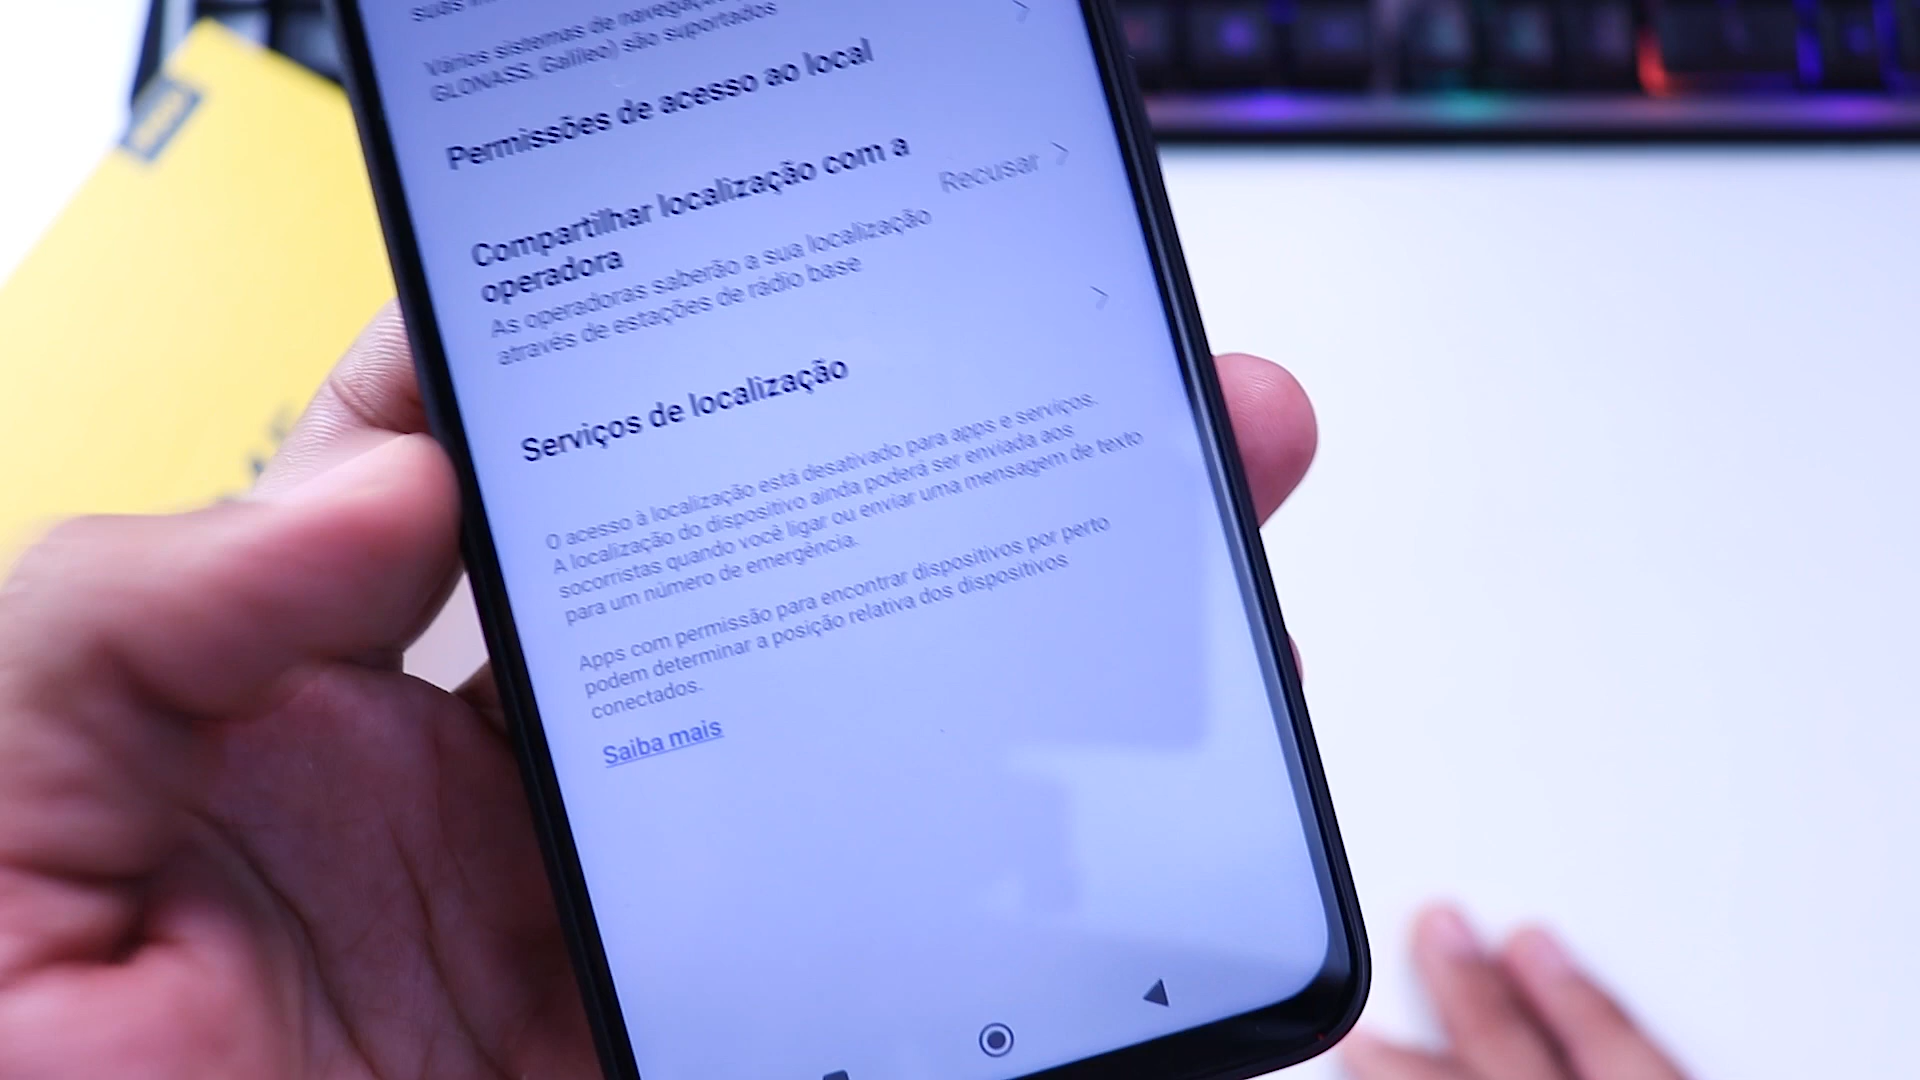 suas
Vários sistemas de navegação
GLONASS, Galileo) são suportados
Permissões de acesso ao local
Compartilhar localização com a
operadora
Recusar
As operadoras saberão a sua localização
através de estações de rádio base
Serviços de localização
O acesso à localização está desativado para apps e serviços.
A localização do dispositivo ainda poderá ser enviada aos
socorristas quando você ligar ou enviar uma mensagem de texto
para um número de emergência.
Apps com permissão para encontrar dispositivos por perto
podem determinar a posição relativa dos dispositivos
conectados.
Saiba mais